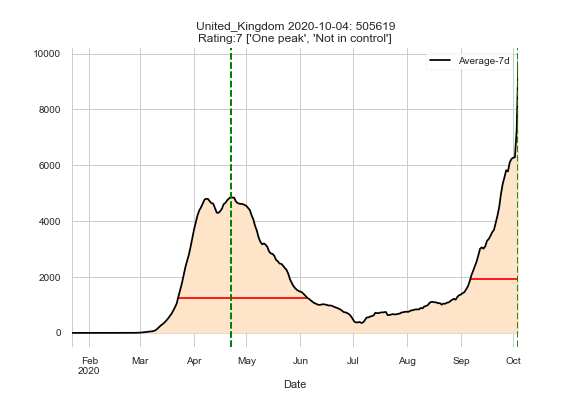 United_Kingdom 2020-10-04: 505619
Rating:7 ['One peak', 'Not in control']
Average-7d
10000
8000
6000
4000
2000
0
Feb Mar Apr May Jun Jul Aug Sep Oct
2020
Date